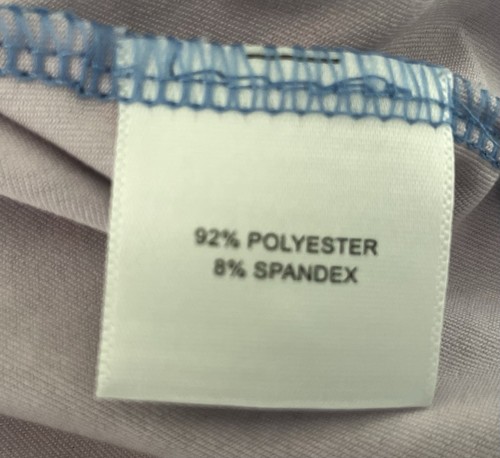 92% POLYESTER
8% SPANDEX